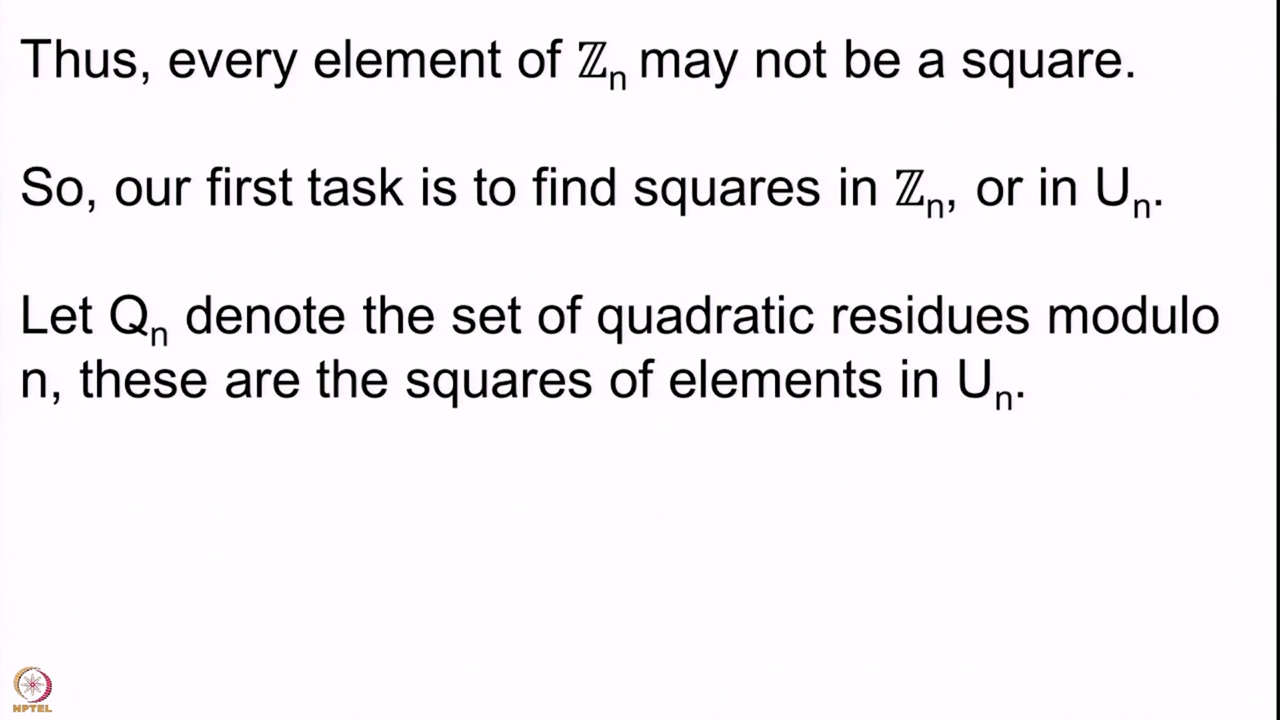 Thus, every element of ℤₙ may not be a square.
So, our first task is to find squares in ℤₙ, or in Uₙ.
Let Qₙ denote the set of quadratic residues modulo
n, these are the squares of elements in Uₙ.
NPTEL